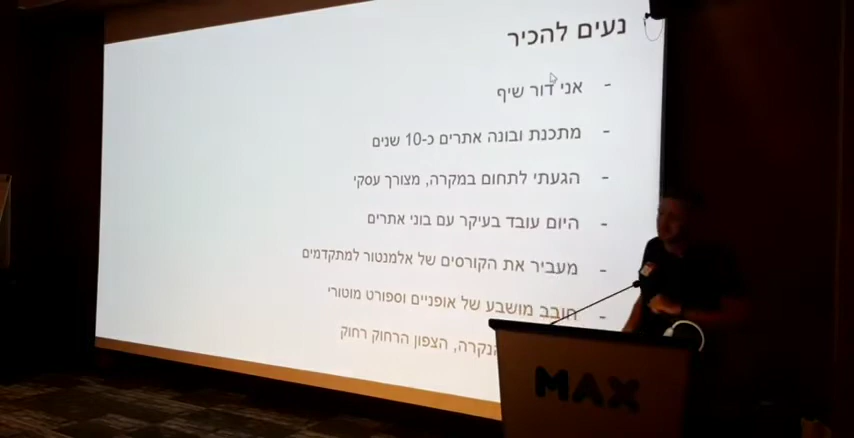 נעים להכיר
- אני דור שיף
- מתכנת ובונה אתרים כ-10 שנים
- הגעתי לתחום במקרה, מצורך עסקי
- היום עובד בעיקר עם בוני אתרים
- מעביר את הקורסים של אלמנטור למתקדמים
- חובב מושבע של אופניים וספורט מוטורי
הנקרה, הצפון הרחוק רחוק
MAX